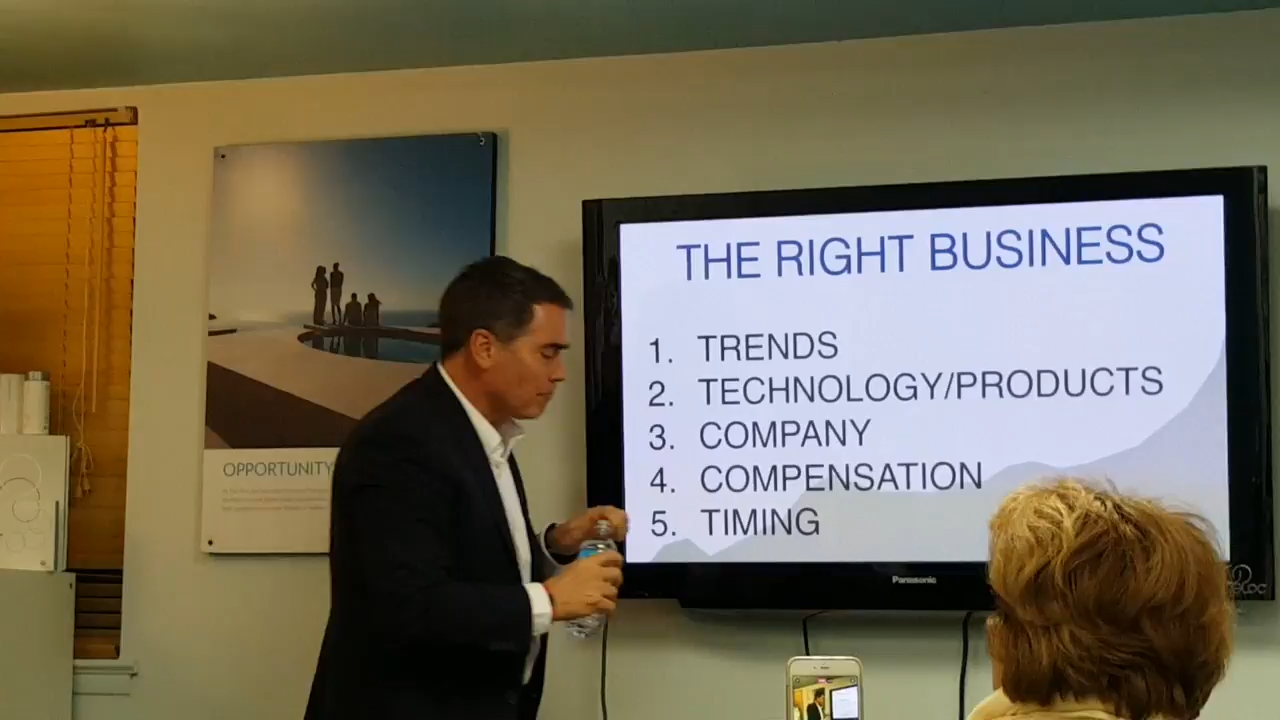 THE RIGHT BUSINESS
1. TRENDS
2. TECHNOLOGY/PRODUCTS
3. COMPANY
4. COMPENSATION
5. TIMING
OPPORTUNITY
Panasonic